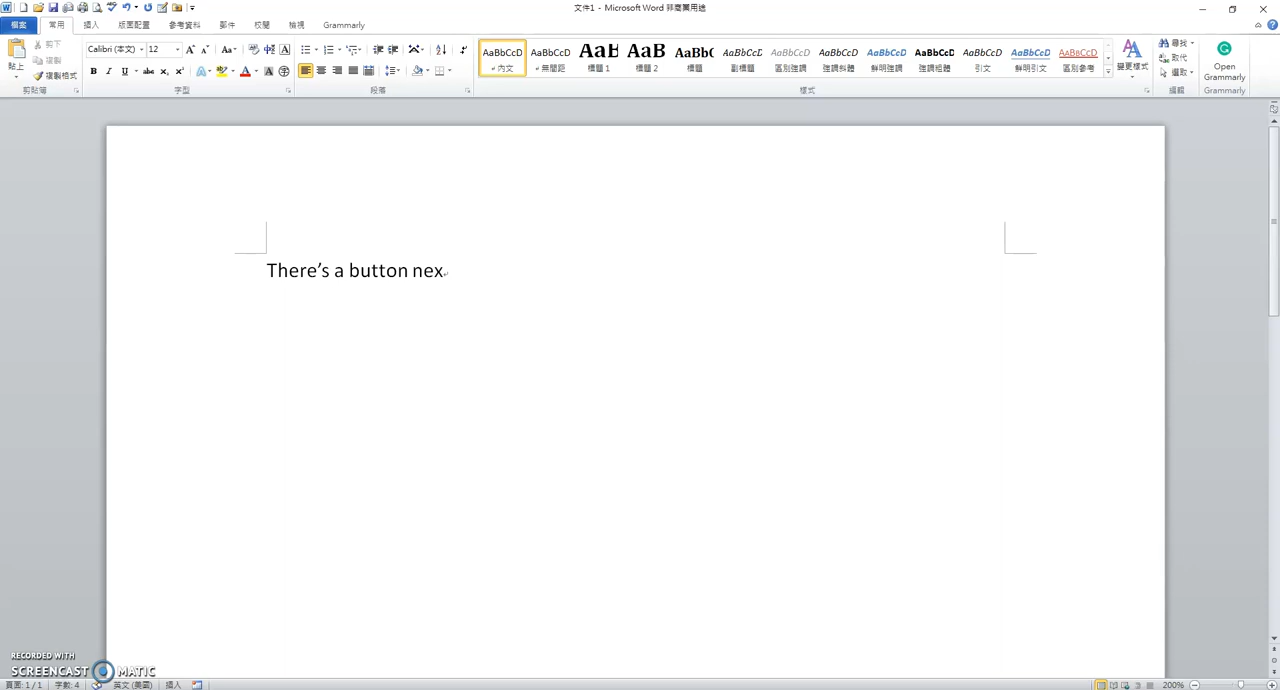 文件1 - Microsoft Word 非商業用途
檔案 常用 插入 版面配置 參考資料 郵件 校閱 檢視 Grammarly
貼上 剪下 複製 複製格式 剪貼簿
Calibri (本文) 12 字型
段落
AaBbCcD AaBbCcD AaB AaB AaBbC AaBbCcD AaBbCcD AaBbCcD AaBbCcD AaBbCcD AaBbCcD AaBbCcD AABBCCD
內文 無間距 標題 1 標題 2 標題 副標題 區別強調 強調斜體 鮮明強調 強調粗體 引文 鮮明引文 區別參考
樣式
變更樣式
尋找 取代 選取 編輯
Open Grammarly
Grammarly
There’s a button nex
RECORDED WITH
SCREENCAST MATIC
頁面: 1 / 1 字數: 4 英文 (美國) 插入 200%